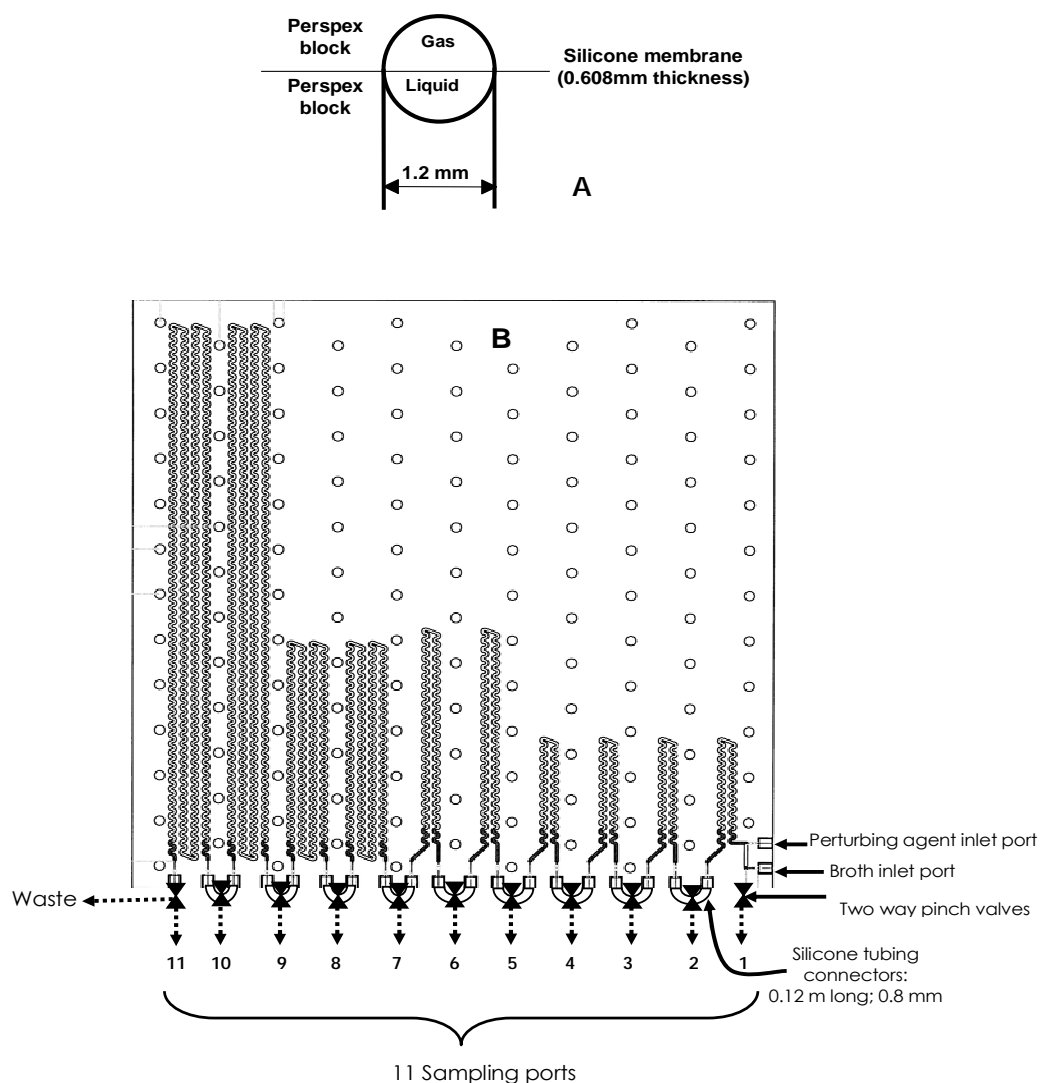 Perspex
block
Gas
Silicone membrane
(0.608mm thickness)
Perspex
block
Liquid
1.2 mm
A
B
Perturbing agent inlet port
Broth inlet port
Waste
Two way pinch valves
11 10 9 8 7 6 5 4 3 2 1
Silicone tubing
connectors:
0.12 m long; 0.8 mm
11 Sampling ports